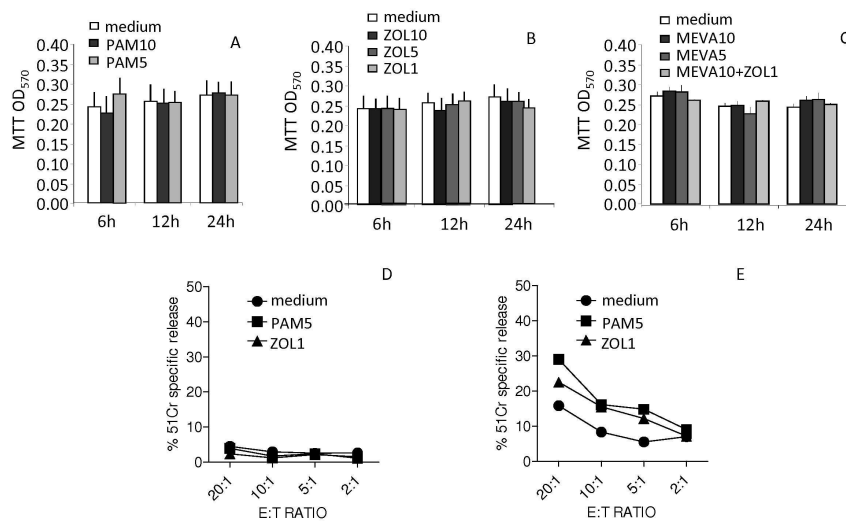 medium
PAM10
PAM5
A
MTT OD570
0.40
0.35
0.30
0.25
0.20
0.15
0.10
0.05
0.00
6h 12h 24h
medium
ZOL10
ZOL5
ZOL1
B
MTT OD570
0.40
0.35
0.30
0.25
0.20
0.15
0.10
0.05
0.00
6h 12h 24h
medium
MEVA10
MEVA5
MEVA10+ZOL1
C
MTT OD570
0.40
0.35
0.30
0.25
0.20
0.15
0.10
0.05
0.00
6h 12h 24h
D
medium
PAM5
ZOL1
% 51Cr specific release
50
40
30
20
10
0
20:1 10:1 5:1 2:1
E:T RATIO
E
medium
PAM5
ZOL1
% 51Cr specific release
50
40
30
20
10
0
20:1 10:1 5:1 2:1
E:T RATIO